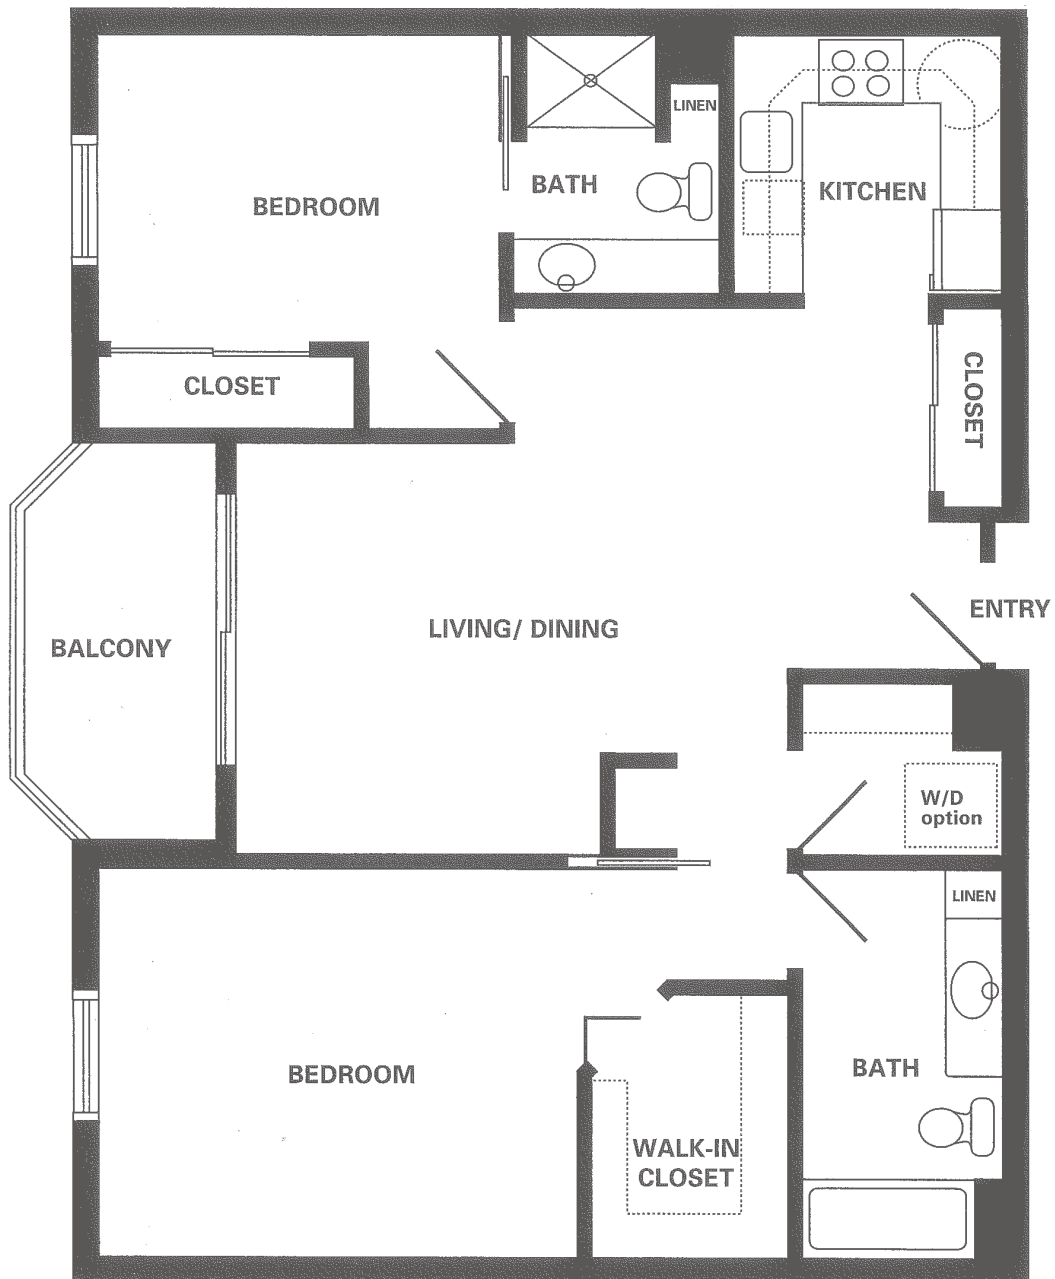 LINEN
BATH
KITCHEN
BEDROOM
CLOSET
CLOSET
ENTRY
LIVING/ DINING
BALCONY
W/D
option
LINEN
BATH
BEDROOM
WALK-IN
CLOSET